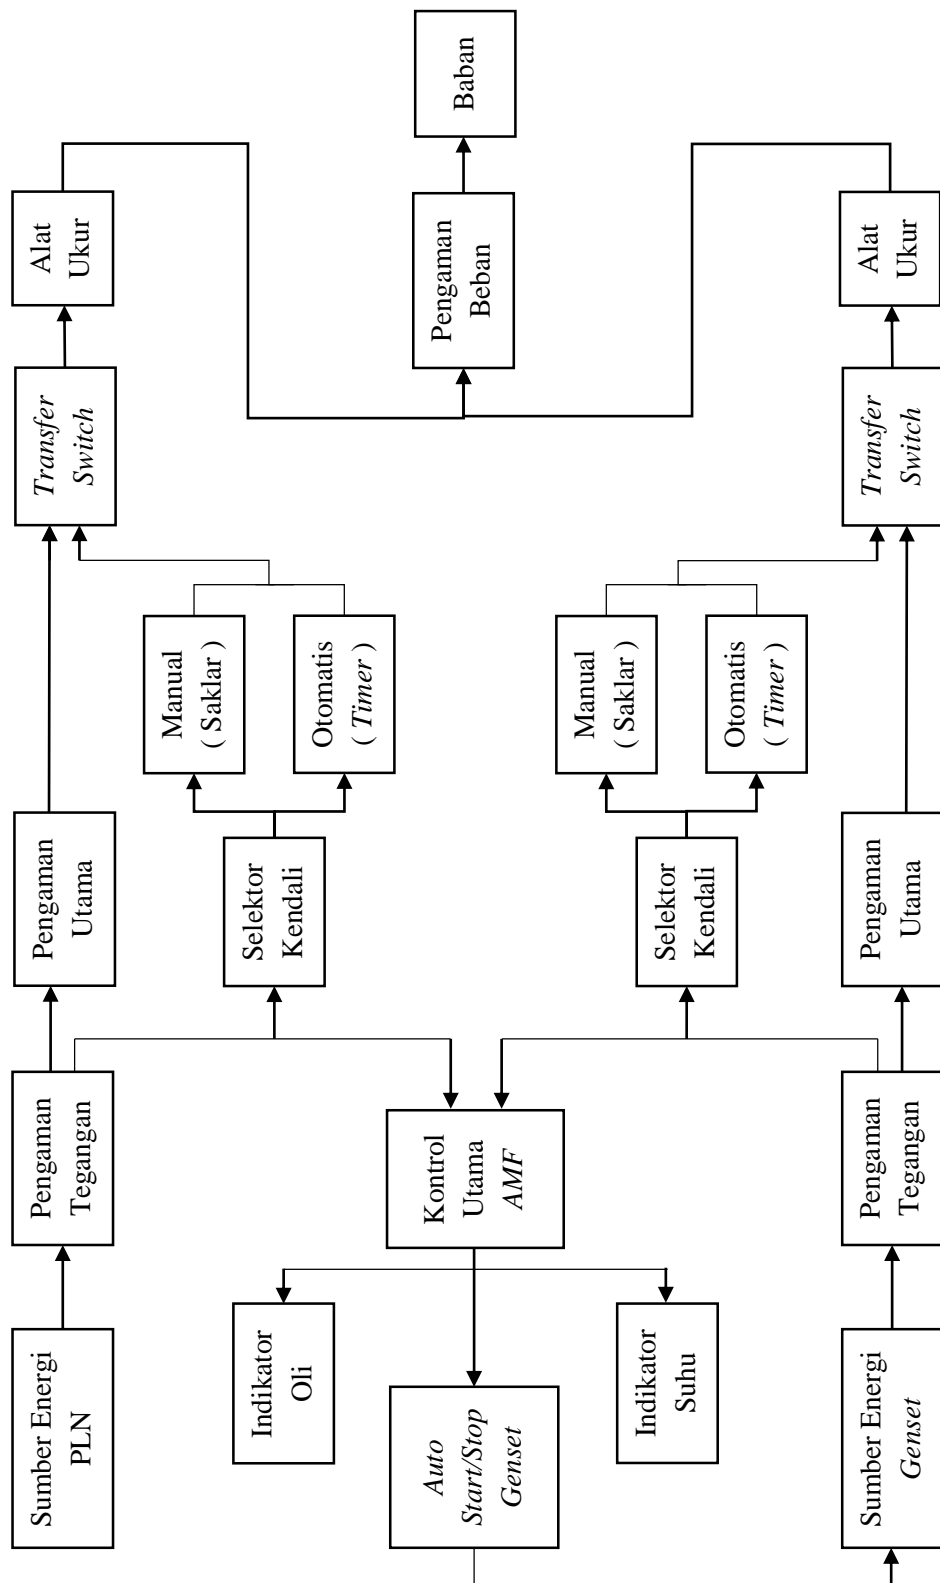 Sumber Energi
PLN
Pengaman
Tegangan
Pengaman
Utama
Transfer
Switch
Alat
Ukur
Selektor
Kendali
Manual
( Saklar )
Otomatis
( Timer )
Indikator
Oli
Auto
Start/Stop
Genset
Kontrol
Utama
AMF
Pengaman
Beban
Baban
Indikator
Suhu
Selektor
Kendali
Manual
( Saklar )
Otomatis
( Timer )
Sumber Energi
Genset
Pengaman
Tegangan
Pengaman
Utama
Transfer
Switch
Alat
Ukur